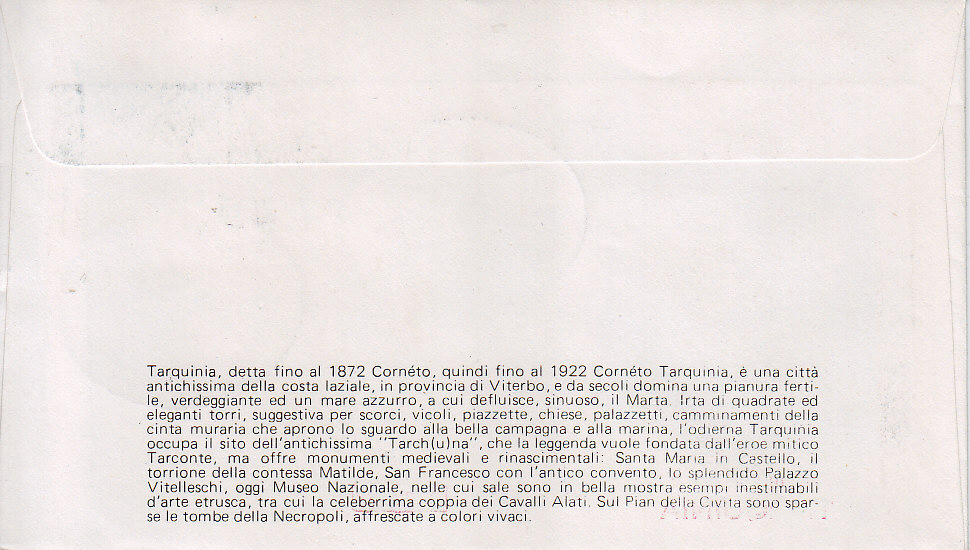 Tarquinia, detta fino al 1872 Cornéto, quindi fino al 1922 Cornéto Tarquinia, è una città
antichissima della costa laziale, in provincia di Viterbo, e da secoli domina una pianura ferti-
le, verdeggiante ed un mare azzurro, a cui defluisce, sinuoso, il Marta. Irta di quadrate ed
eleganti torri, suggestiva per scorci, vicoli, piazzette, chiese, palazzetti, camminamenti della
cinta muraria che aprono lo sguardo alla bella campagna e alla marina, l'odierna Tarquinia
occupa il sito dell'antichissima "Tarch(u)na", che la leggenda vuole fondata dall'eroe mitico
Tarconte, ma offre monumenti medievali e rinascimentali: Santa Maria in Castello, il
torrione della contessa Matilde, San Francesco con l'antico convento, lo splendido Palazzo
Vitelleschi, oggi Museo Nazionale, nelle cui sale sono in bella mostra esempi inestimabili
d'arte etrusca, tra cui la celeberrima coppia dei Cavalli Alati. Sul Pian della Civita sono spar-
se le tombe della Necropoli, affrescate a colori vivaci.